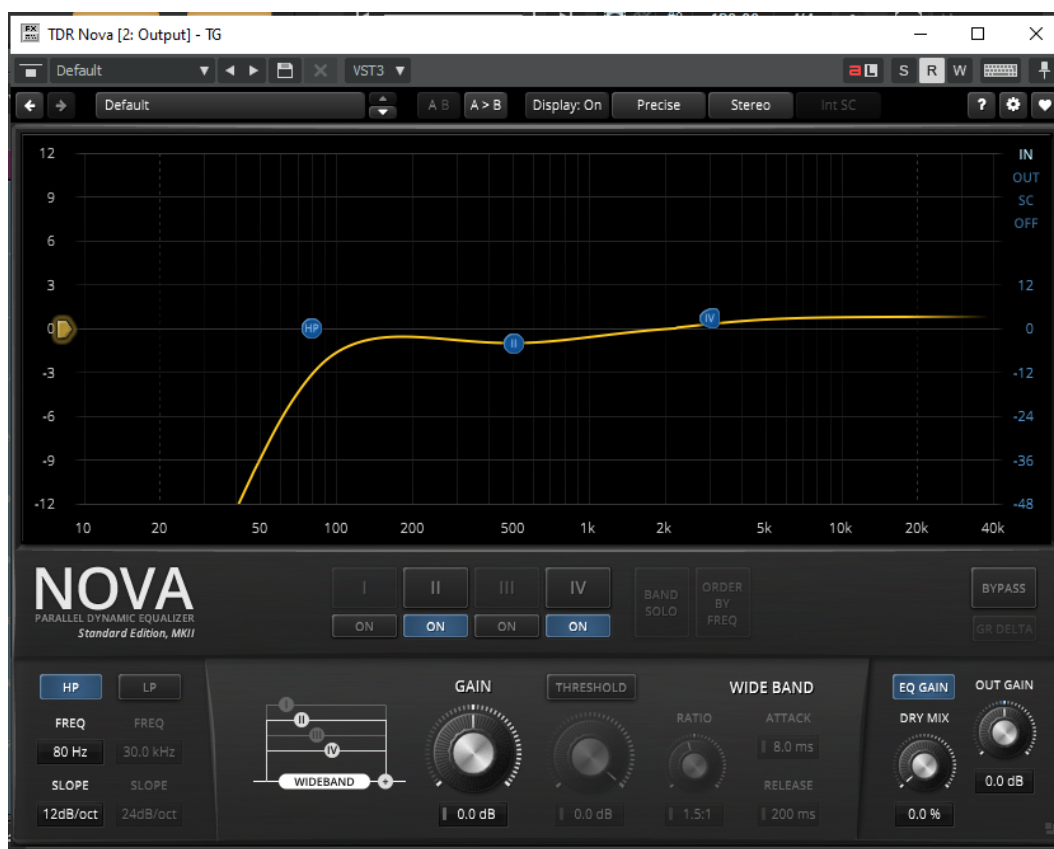 FX
TDR Nova [2: Output] - TG
Default
VST3
S R W
Default
A B
A > B
Display: On
Precise
Stereo
Int SC
?
12
9
6
3
0
-3
-6
-9
-12
IN
OUT
SC
OFF
12
0
-12
-24
-36
-48
HP
II
IV
10 20 50 100 200 500 1k 2k 5k 10k 20k 40k
NOVA
PARALLEL DYNAMIC EQUALIZER
Standard Edition, MKII
I II III IV
ON ON ON ON
BAND
SOLO
ORDER
BY
FREQ
BYPASS
GR DELTA
HP LP
FREQ FREQ
80 Hz 30.0 kHz
SLOPE SLOPE
12dB/oct 24dB/oct
I
II
III
IV
WIDEBAND
+
GAIN
0.0 dB
THRESHOLD
0.0 dB
WIDE BAND
RATIO
1.5:1
ATTACK
8.0 ms
RELEASE
200 ms
EQ GAIN
DRY MIX
0.0 %
OUT GAIN
0.0 dB